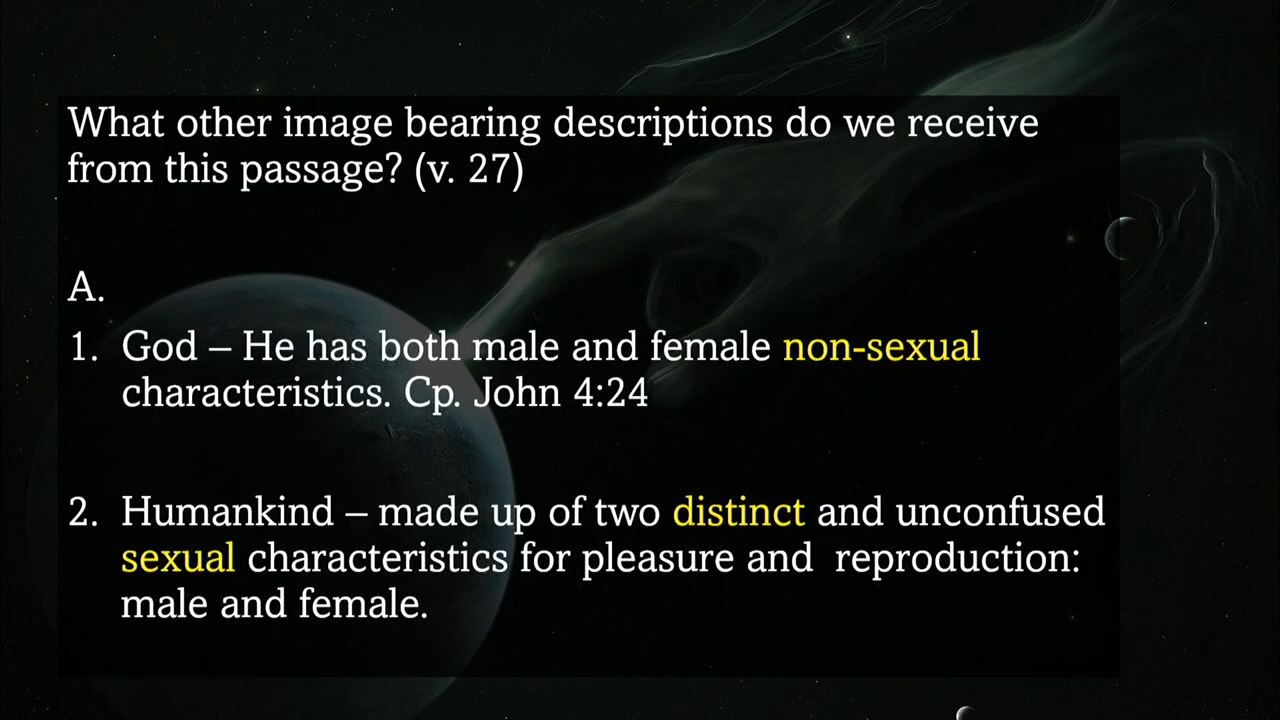 What other image bearing descriptions do we receive
from this passage? (v. 27)
A.
1. God – He has both male and female non-sexual
characteristics. Cp. John 4:24
2. Humankind – made up of two distinct and unconfused
sexual characteristics for pleasure and reproduction:
male and female.